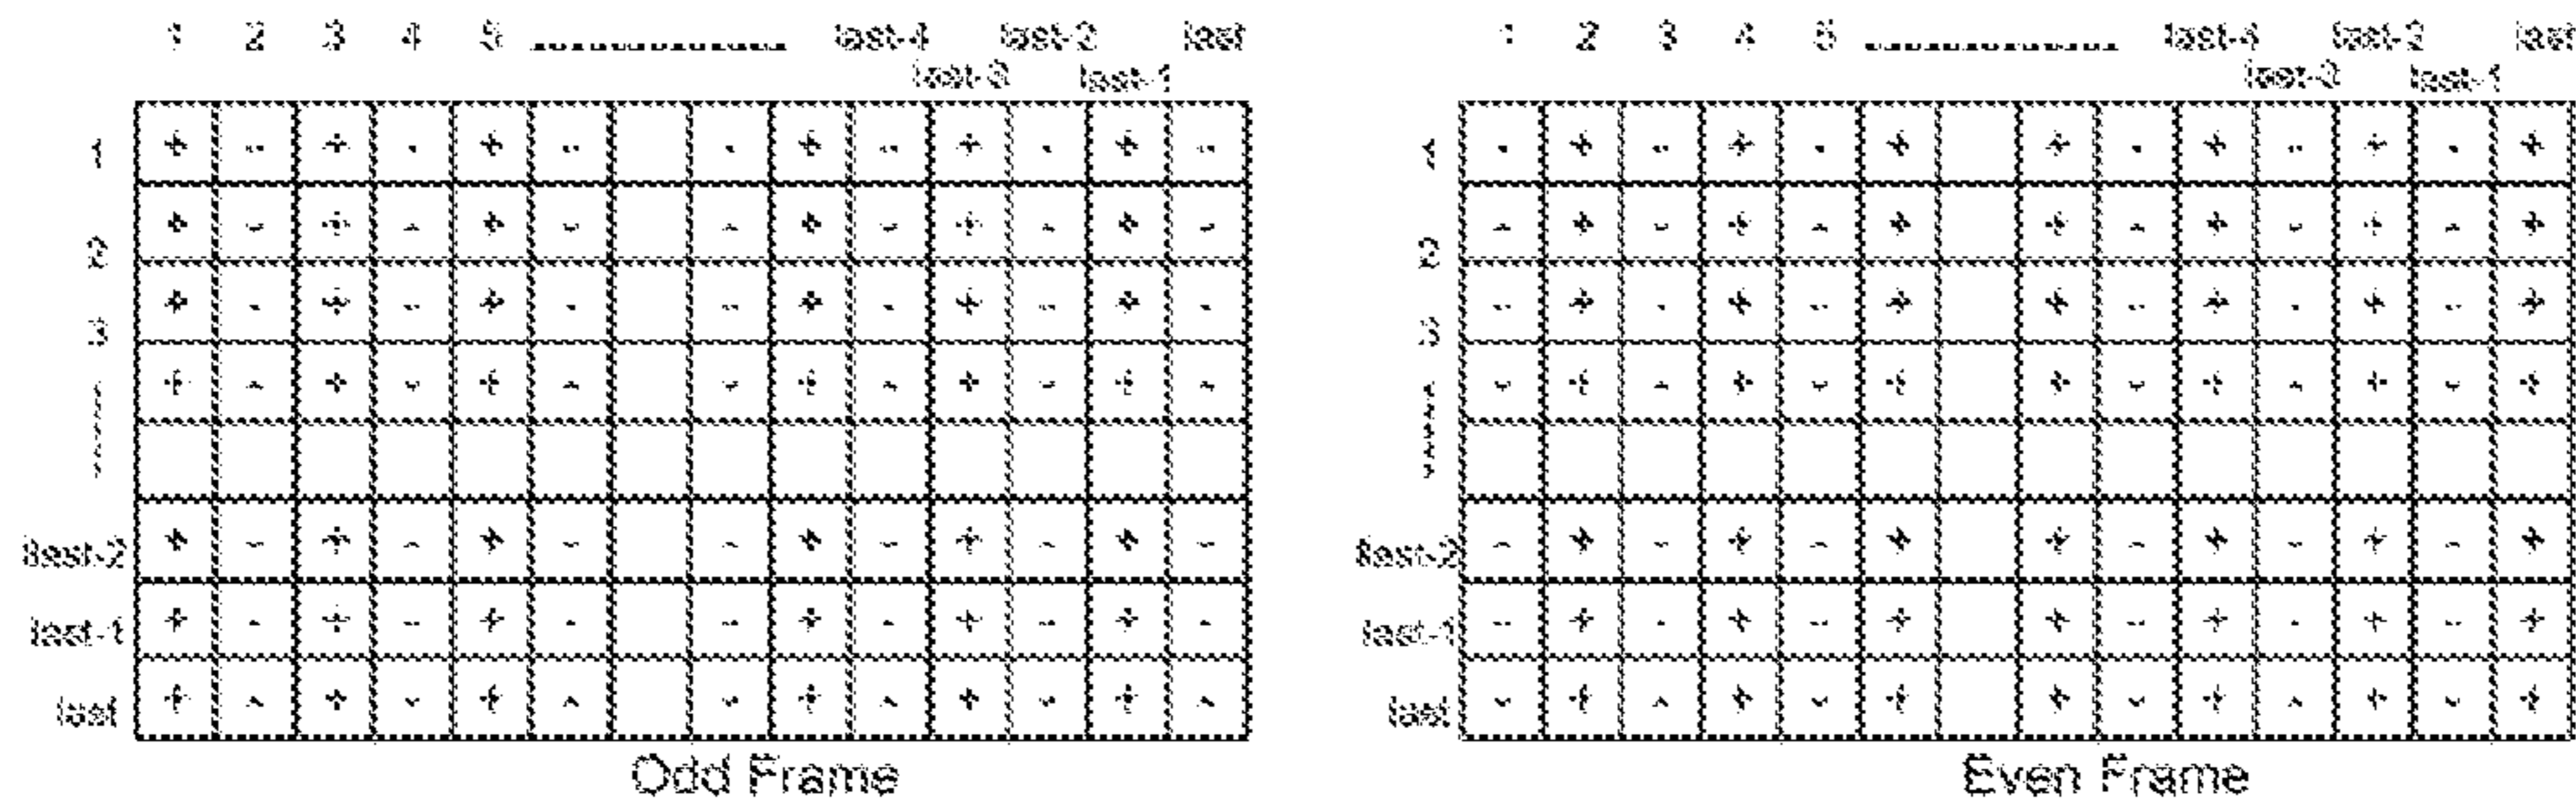 1 2 3 4 5 ................ last-4 last-2 last 1 2 3 4 5 ................ last-4 last-2 last
last-3 last-1 last-3 last-1
1 + - + - + - - + - + - + - 1 - + - + - + + - + - + - +
2 + - + - + - - + - + - + - 2 - + - + - + + - + - + - +
3 + - + - + - - + - + - + - 3 - + - + - + + - + - + - +
+ - + - + - - + - + - + - - + - + - + + - + - + - +
last-2 + - + - + - - + - + - + - last-2 - + - + - + + - + - + - +
last-1 + - + - + - - + - + - + - last-1 - + - + - + + - + - + - +
last + - + - + - - + - + - + - last - + - + - + + - + - + - +
Odd Frame Even Frame